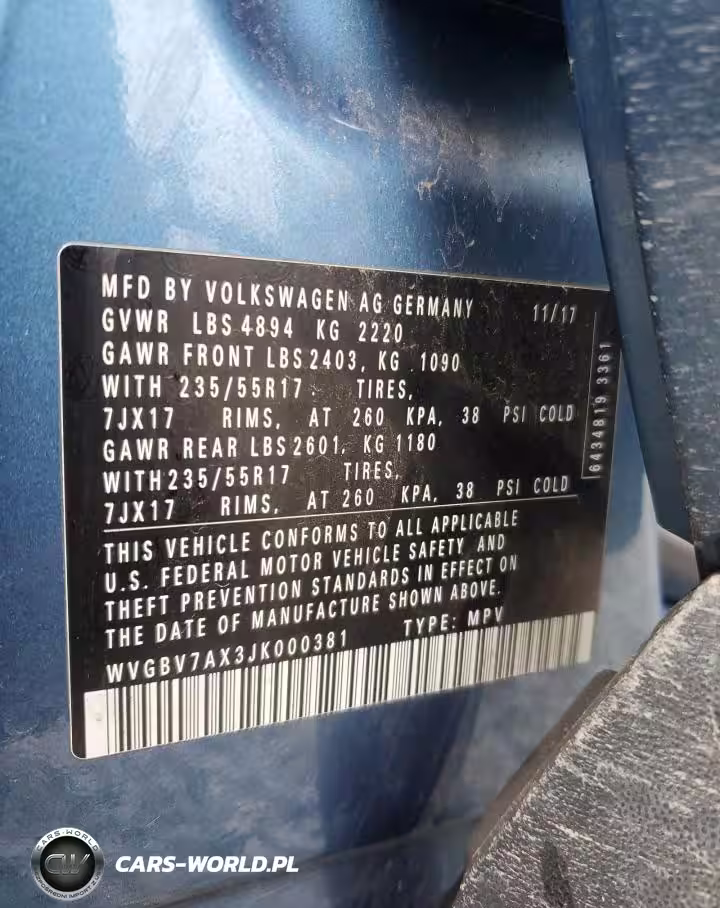 MFD BY VOLKSWAGEN AG GERMANY 11/17
GVWR LBS 4894 KG 2220
GAWR FRONT LBS 2403, KG 1090
WITH 235/55R17 TIRES,
7JX17 RIMS, AT 260 KPA, 38 PSI COLD
GAWR REAR LBS 2601, KG 1180
WITH 235/55R17 TIRES,
7JX17 RIMS, AT 260 KPA, 38 PSI COLD
6434819 3361
THIS VEHICLE CONFORMS TO ALL APPLICABLE
U.S. FEDERAL MOTOR VEHICLE SAFETY AND
THEFT PREVENTION STANDARDS IN EFFECT ON
THE DATE OF MANUFACTURE SHOWN ABOVE.
WVGBV7AX3JK000381 TYPE: MPV
CARS-WORLD
CW
CARS-WORLD.PL